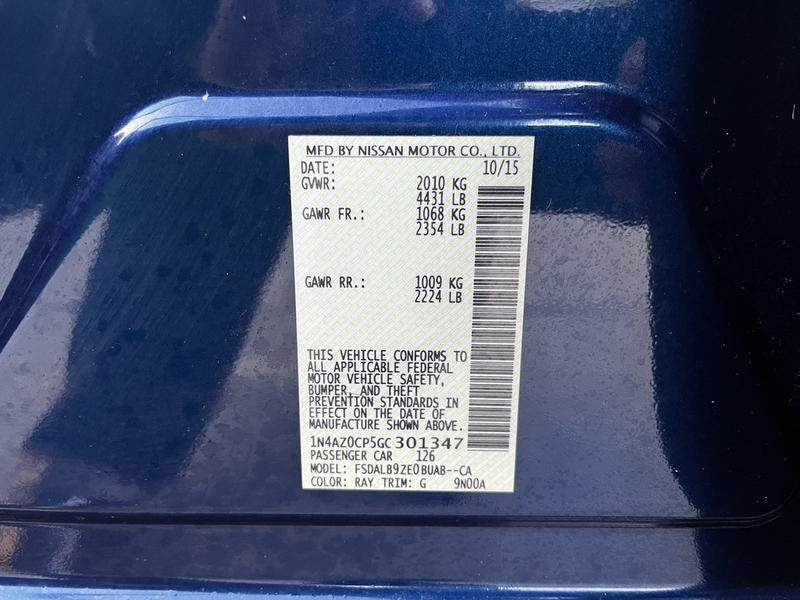 MFD BY NISSAN MOTOR CO., LTD.
DATE: 10/15
GVWR: 2010 KG
4431 LB
GAWR FR.: 1068 KG
2354 LB
GAWR RR.: 1009 KG
2224 LB
THIS VEHICLE CONFORMS TO
ALL APPLICABLE FEDERAL
MOTOR VEHICLE SAFETY,
BUMPER, AND THEFT
PREVENTION STANDARDS IN
EFFECT ON THE DATE OF
MANUFACTURE SHOWN ABOVE.
1N4AZ0CP5GC301347
PASSENGER CAR 126
MODEL: FSDALB9ZE0BUAB--CA
COLOR: RAY TRIM: G 9N00A